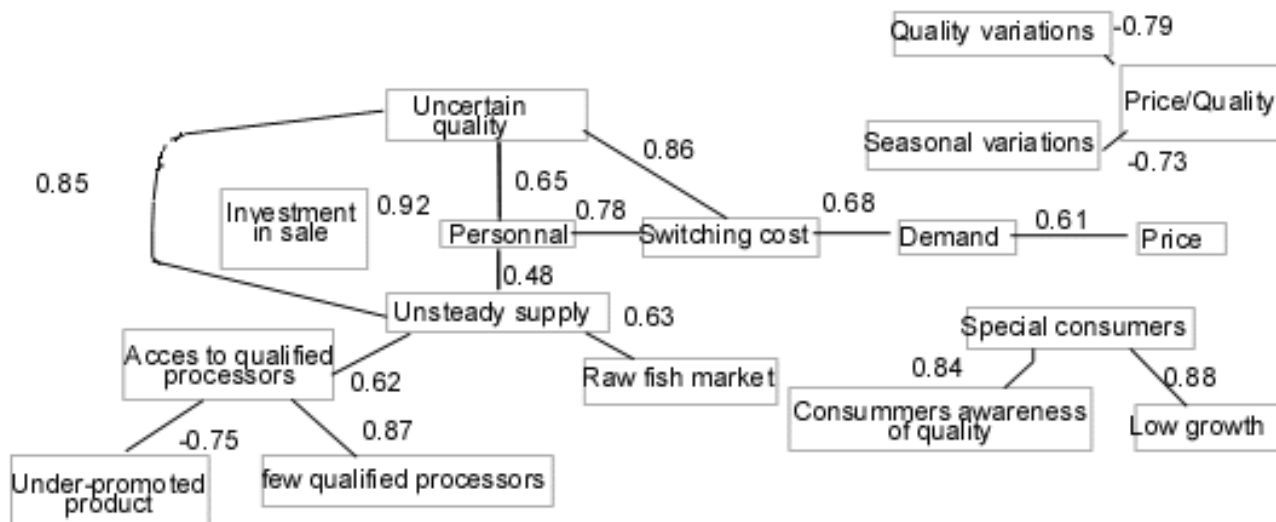 Quality variations
-0.79
Uncertain
quality
Price/Quality
Seasonal variations
-0.73
0.86
0.85
0.65
Investment
in sale
0.92
0.78
0.68
0.61
Personnal
Switching cost
Demand
Price
0.48
Unsteady supply
0.63
Special consumers
Acces to qualified
processors
0.62
Raw fish market
0.84
0.88
Consummers awareness
of quality
Low growth
-0.75
0.87
Under-promoted
product
few qualified processors